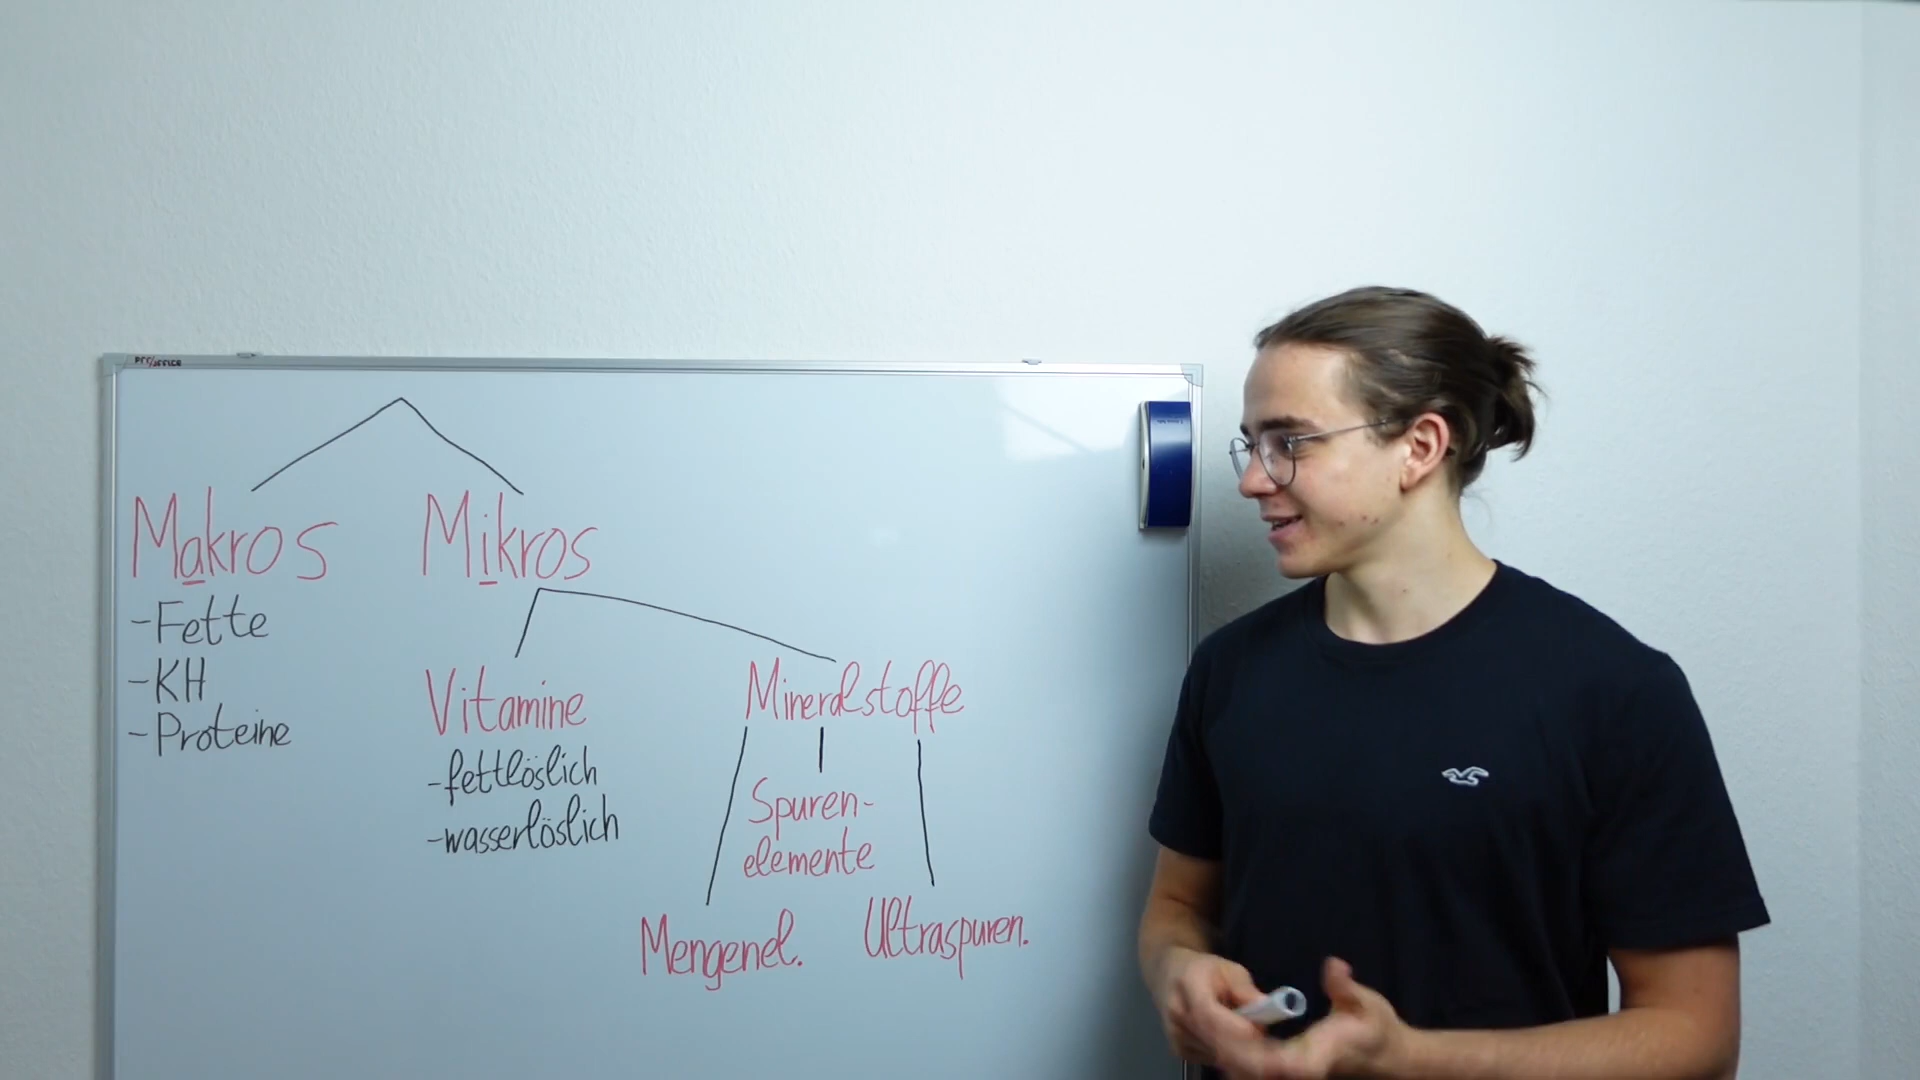 Makros
Mikros
-Fette
-KH
-Proteine
Vitamine
-fettlöslich
-wasserlöslich
Mineralstoffe
Spuren-
elemente
Mengenel.
Ultraspuren.